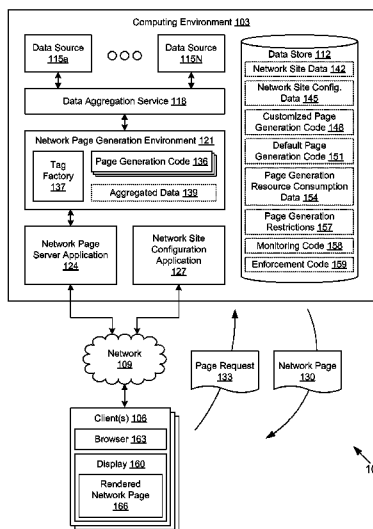 Computing Environment 103
Data Source
115a
Data Source
115N
Data Aggregation Service 118
Network Page Generation Environment 121
Tag
Factory
137
Page Generation Code 136
Aggregated Data 139
Network Page
Server Application
124
Network Site
Configuration
Application
127
Data Store 112
Network Site Data 142
Network Site Config.
Data 145
Customized Page
Generation Code 148
Default Page
Generation Code 151
Page Generation
Resource Consumption
Data 154
Page Generation
Restrictions 157
Monitoring Code 158
Enforcement Code 159
Network
109
Page Request
133
Network Page
130
Client(s) 106
Browser 163
Display 160
Rendered
Network Page
166